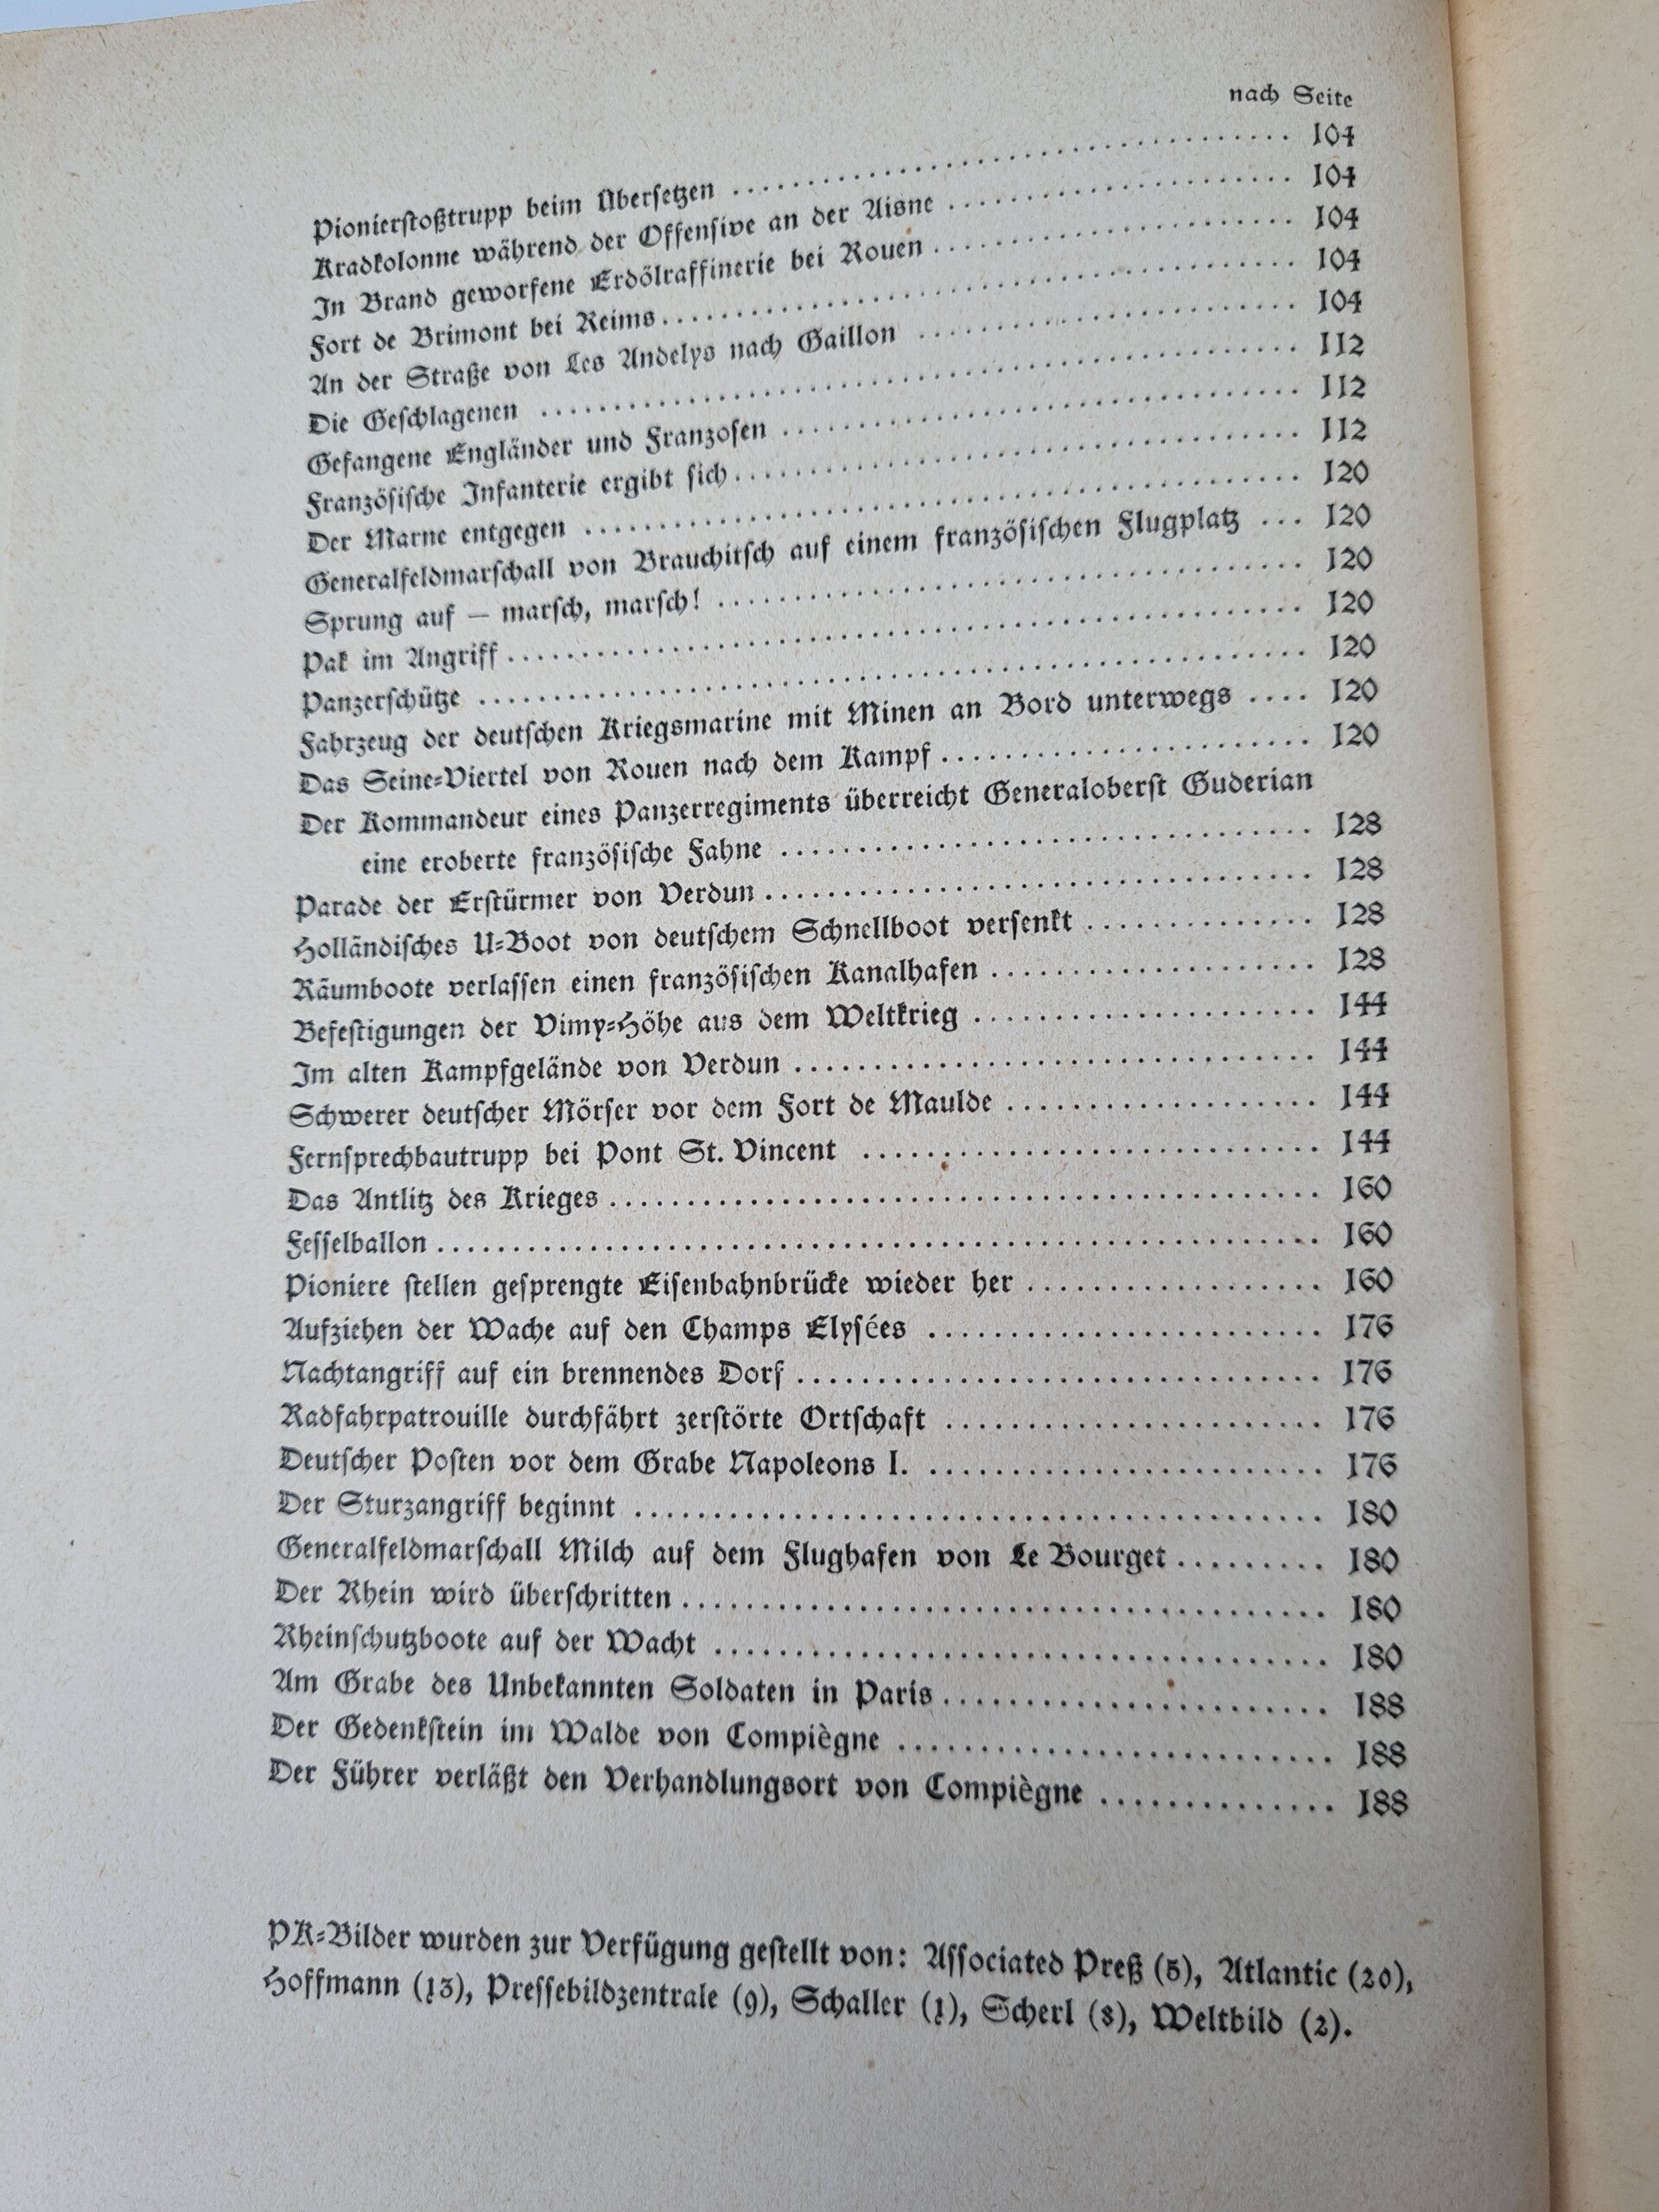 nach Seite
Pionierstoßtrupp beim Übersetzen ........ 104
Kradkolonne während der Offensive an der Aisne ........ 104
In Brand geworfene Erdölraffinerie bei Rouen ........ 104
Fort de Brimont bei Reims ........ 104
An der Straße von Les Andelys nach Gaillon ........ 104
Die Geschlagenen ........ 112
Gefangene Engländer und Franzosen ........ 112
Französische Infanterie ergibt sich ........ 112
Der Marne entgegen ........ 120
Generalfeldmarschall von Brauchitsch auf einem französischen Flugplatz ... 120
Sprung auf — marsch, marsch! ........ 120
Pak im Angriff ........ 120
Panzerschütze ........ 120
Fahrzeug der deutschen Kriegsmarine mit Minen an Bord unterwegs .... 120
Das Seine-Viertel von Rouen nach dem Kampf ........ 120
Der Kommandeur eines Panzerregiments überreicht Generaloberst Guderian
eine eroberte französische Fahne ........ 128
Parade der Erstürmer von Verdun ........ 128
Holländisches U-Boot von deutschem Schnellboot versenkt ........ 128
Räumboote verlassen einen französischen Kanalhafen ........ 128
Befestigungen der Vimy-Höhe aus dem Weltkrieg ........ 144
Im alten Kampfgelände von Verdun ........ 144
Schwerer deutscher Mörser vor dem Fort de Maulde ........ 144
Fernsprechbautrupp bei Pont St. Vincent ........ 144
Das Antlitz des Krieges ........ 160
Fesselballon ........ 160
Pioniere stellen gesprengte Eisenbahnbrücke wieder her ........ 160
Aufziehen der Wache auf den Champs Elysées ........ 176
Nachtangriff auf ein brennendes Dorf ........ 176
Radfahrpatrouille durchfährt zerstörte Ortschaft ........ 176
Deutscher Posten vor dem Grabe Napoleons I. ........ 176
Der Sturzangriff beginnt ........ 180
Generalfeldmarschall Milch auf dem Flughafen von Le Bourget ........ 180
Der Rhein wird überschritten ........ 180
Rheinschutzboote auf der Wacht ........ 180
Am Grabe des Unbekannten Soldaten in Paris ........ 188
Der Gedenkstein im Walde von Compiègne ........ 188
Der Führer verläßt den Verhandlungsort von Compiègne ........ 188
PK-Bilder wurden zur Verfügung gestellt von: Associated Preß (5), Atlantic (20),
Hoffmann (13), Pressebildzentrale (9), Schaller (1), Scherl (8), Weltbild (2).